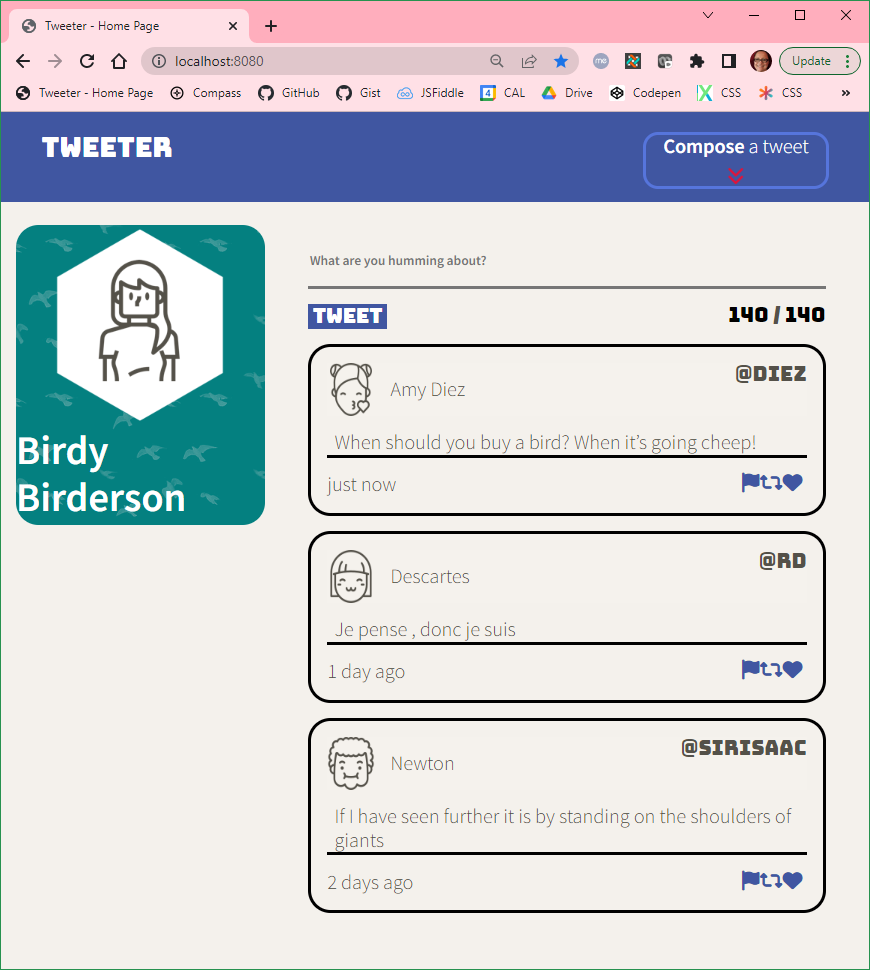 Tweeter - Home Page
localhost:8080
Update
Tweeter - Home Page Compass GitHub Gist JSFiddle 4 CAL Drive Codepen CSS CSS »
TWEETER
Compose a tweet
Birdy
Birderson
What are you humming about?
TWEET 140 / 140
Amy Diez @DIEZ
When should you buy a bird? When it’s going cheep!
just now
Descartes @RD
Je pense , donc je suis
1 day ago
Newton @SIRISAAC
If I have seen further it is by standing on the shoulders of
giants
2 days ago